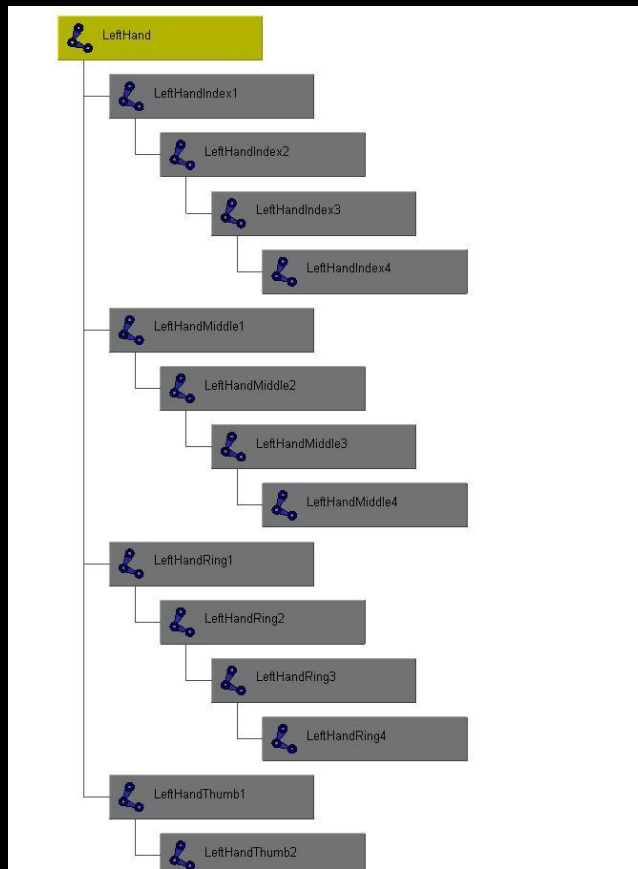 LeftHand
LeftHandIndex1
LeftHandIndex2
LeftHandIndex3
LeftHandIndex4
LeftHandMiddle1
LeftHandMiddle2
LeftHandMiddle3
LeftHandMiddle4
LeftHandRing1
LeftHandRing2
LeftHandRing3
LeftHandRing4
LeftHandThumb1
LeftHandThumb2